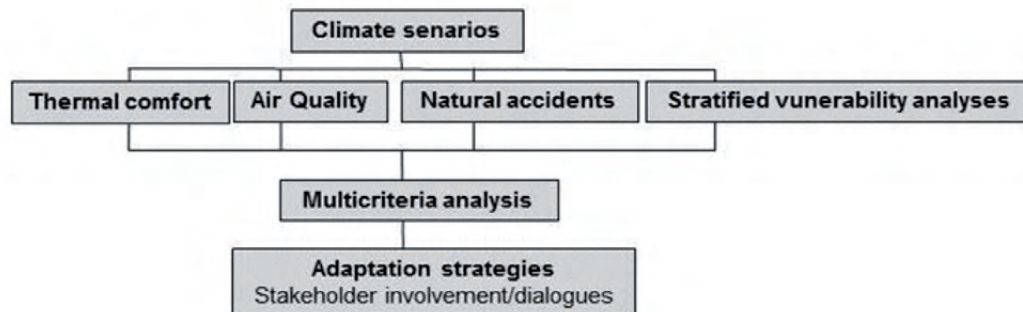 Climate senarios
Thermal comfort
Air Quality
Natural accidents
Stratified vunerability analyses
Multicriteria analysis
Adaptation strategies
Stakeholder involvement/dialogues